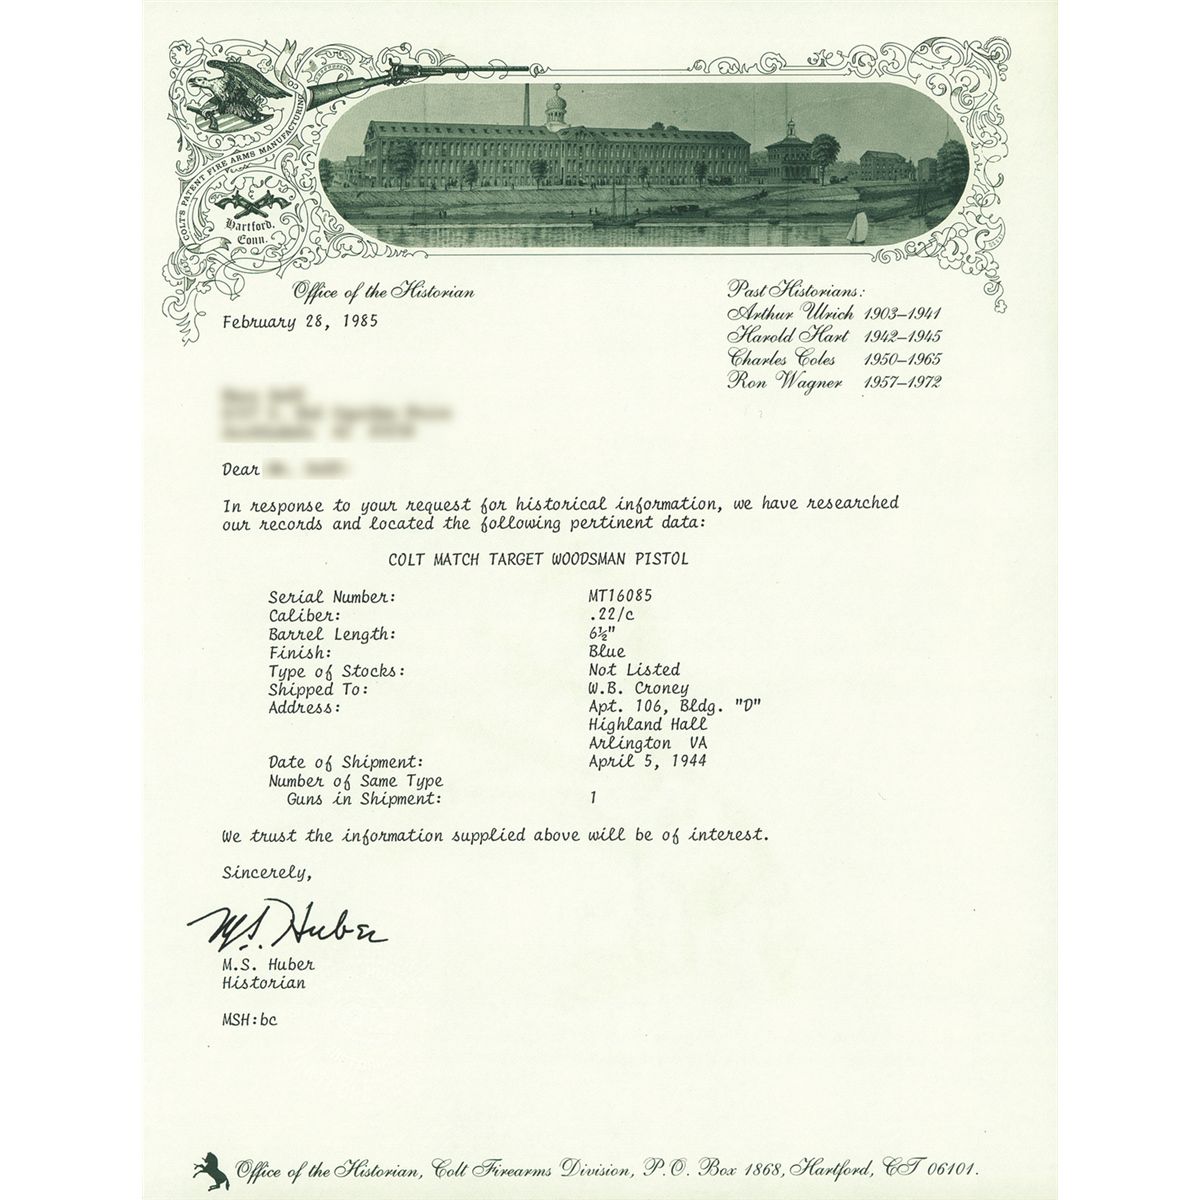 COLT'S PATENT FIRE ARMS MANUFACTURING Co
Hartford,
Conn.
Office of the Historian
February 28, 1985
Past Historians:
Arthur Ulrich 1903–1941
Harold Hart 1942–1945
Charles Coles 1950–1965
Ron Wagner 1957–1972
Dear
In response to your request for historical information, we have researched
our records and located the following pertinent data:
COLT MATCH TARGET WOODSMAN PISTOL
Serial Number: MT16085
Caliber: .22/c
Barrel Length: 6½"
Finish: Blue
Type of Stocks: Not Listed
Shipped To: W.B. Croney
Address: Apt. 106, Bldg. "D"
Highland Hall
Arlington VA
Date of Shipment: April 5, 1944
Number of Same Type
Guns in Shipment: 1
We trust the information supplied above will be of interest.
Sincerely,
M.S. Huber
M.S. Huber
Historian
MSH:bc
Office of the Historian, Colt Firearms Division, P.O. Box 1868, Hartford, CT 06101.